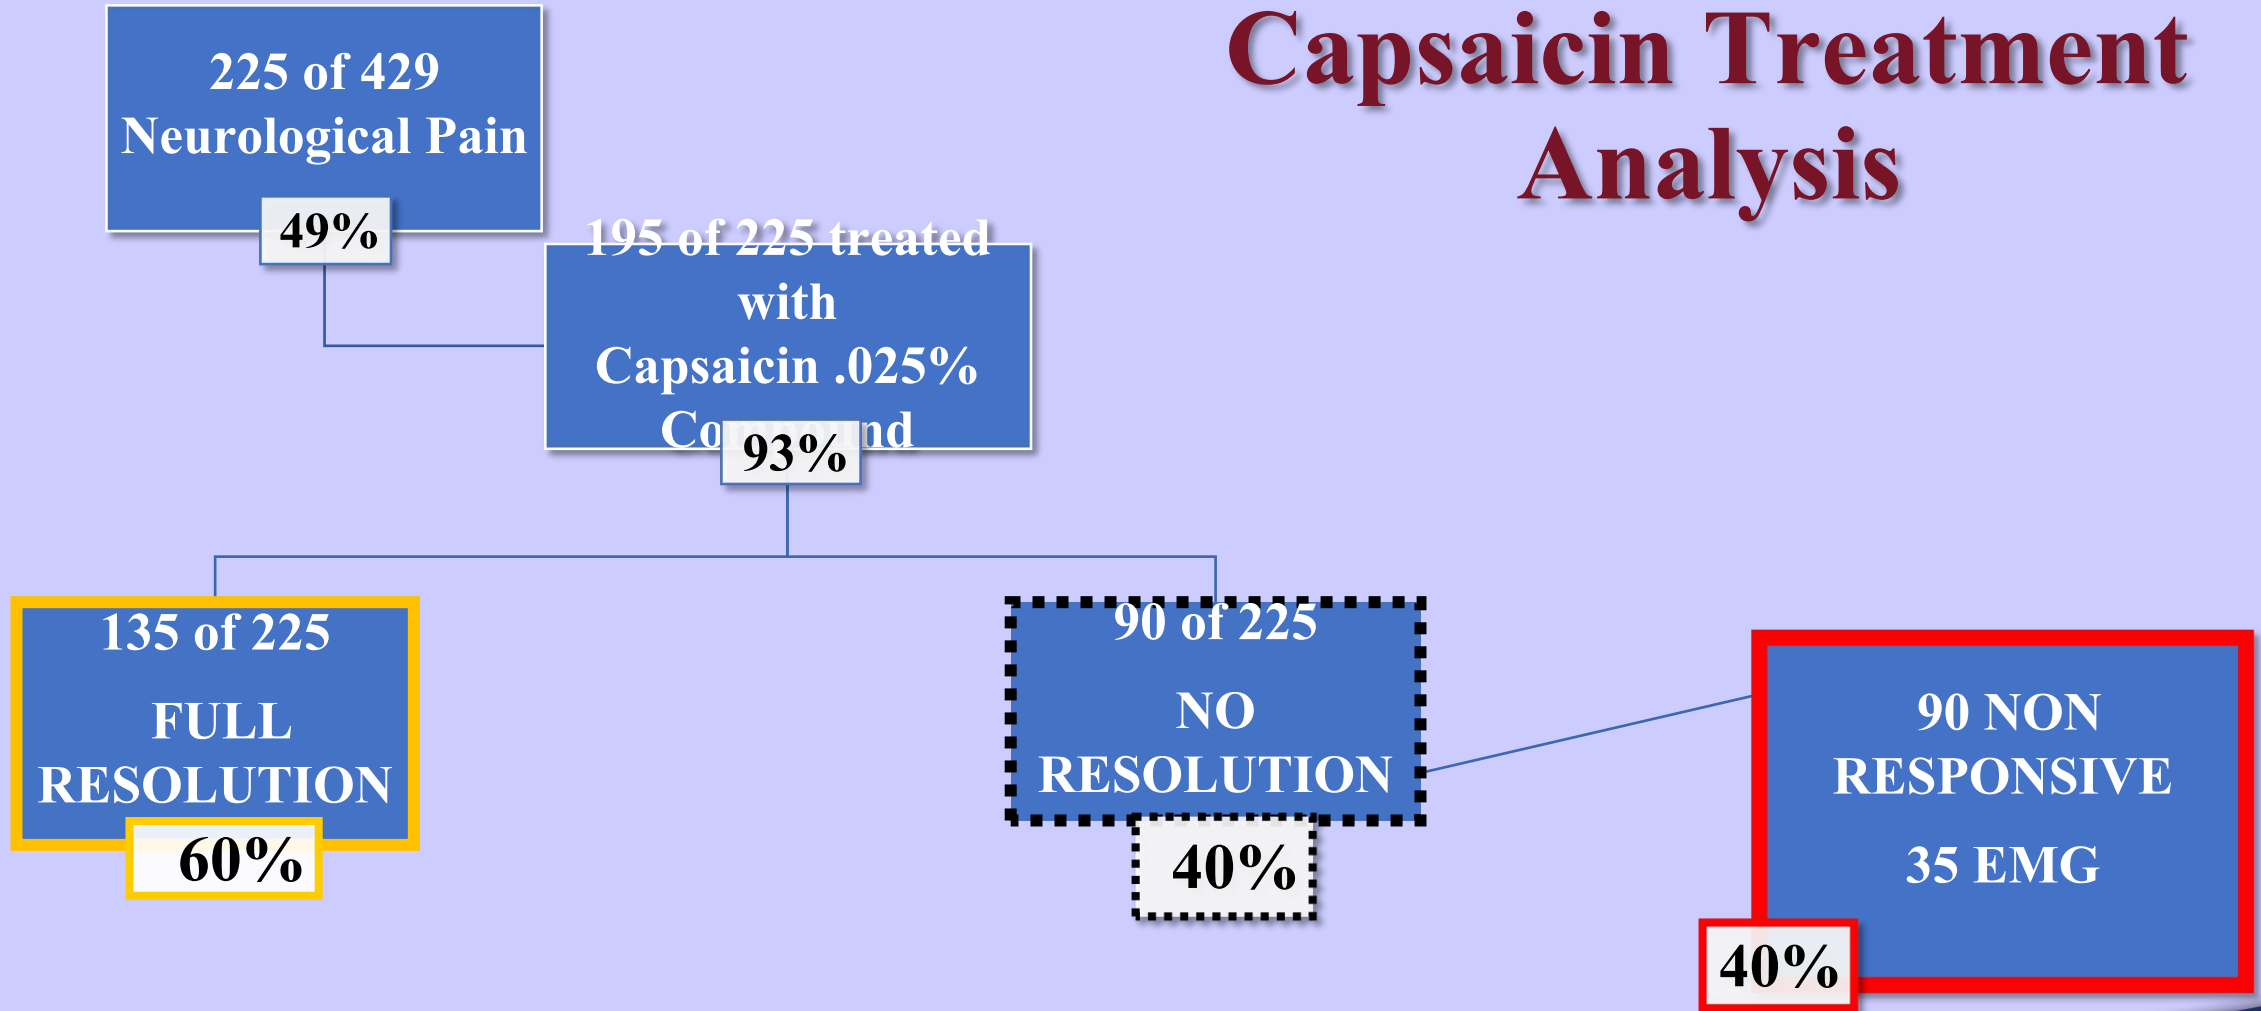 Capsaicin Treatment
Analysis
225 of 429
Neurological Pain
49%
195 of 225 treated
with
Capsaicin .025%
Compound
93%
135 of 225
FULL
RESOLUTION
60%
90 of 225
NO
RESOLUTION
40%
90 NON
RESPONSIVE
35 EMG
40%